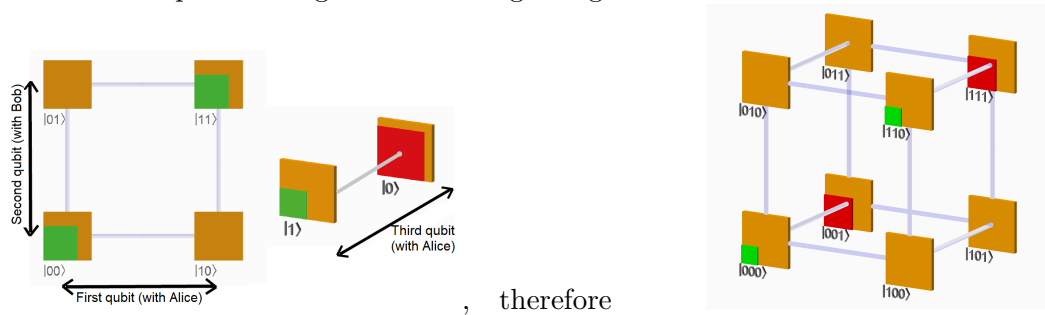 |01⟩
|11⟩
Second qubit (with Bob)
|00⟩
|10⟩
First qubit (with Alice)
|0⟩
|1⟩
Third qubit
(with Alice)
, therefore
|011⟩
|111⟩
|010⟩
|110⟩
|001⟩
|101⟩
|000⟩
|100⟩